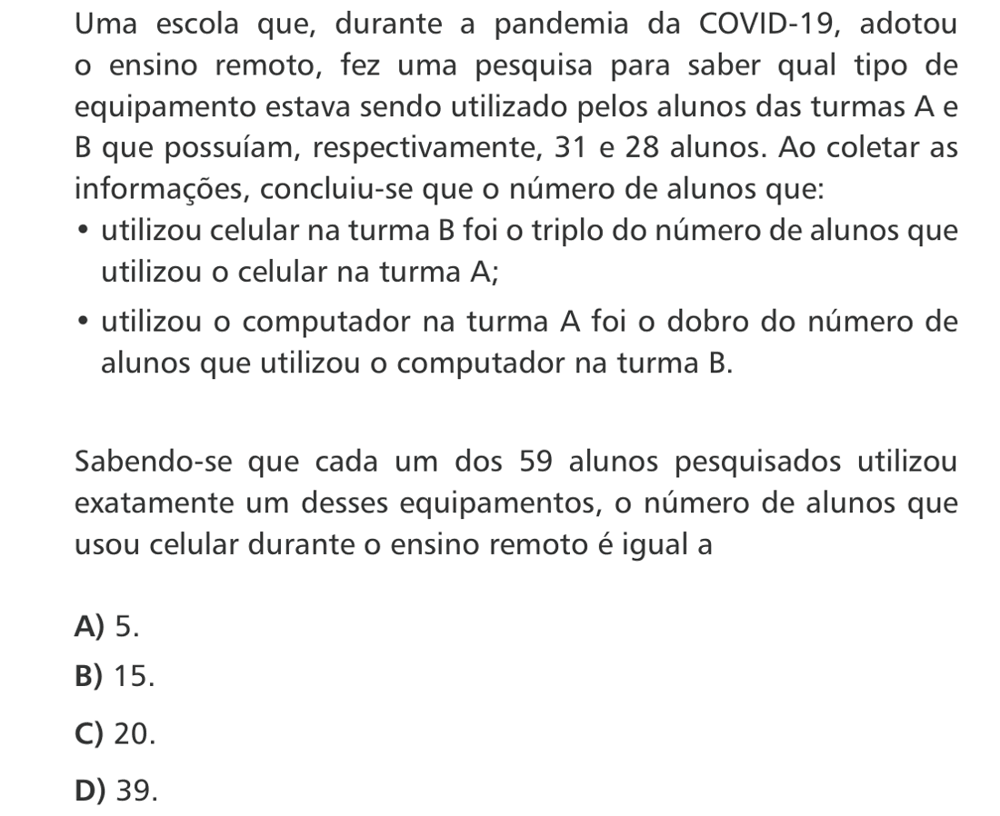 Uma escola que, durante a pandemia da COVID-19, adotou
o ensino remoto, fez uma pesquisa para saber qual tipo de
equipamento estava sendo utilizado pelos alunos das turmas A e
B que possuíam, respectivamente, 31 e 28 alunos. Ao coletar as
informações, concluiu-se que o número de alunos que:
• utilizou celular na turma B foi o triplo do número de alunos que
utilizou o celular na turma A;
• utilizou o computador na turma A foi o dobro do número de
alunos que utilizou o computador na turma B.
Sabendo-se que cada um dos 59 alunos pesquisados utilizou
exatamente um desses equipamentos, o número de alunos que
usou celular durante o ensino remoto é igual a
A) 5.
B) 15.
C) 20.
D) 39.